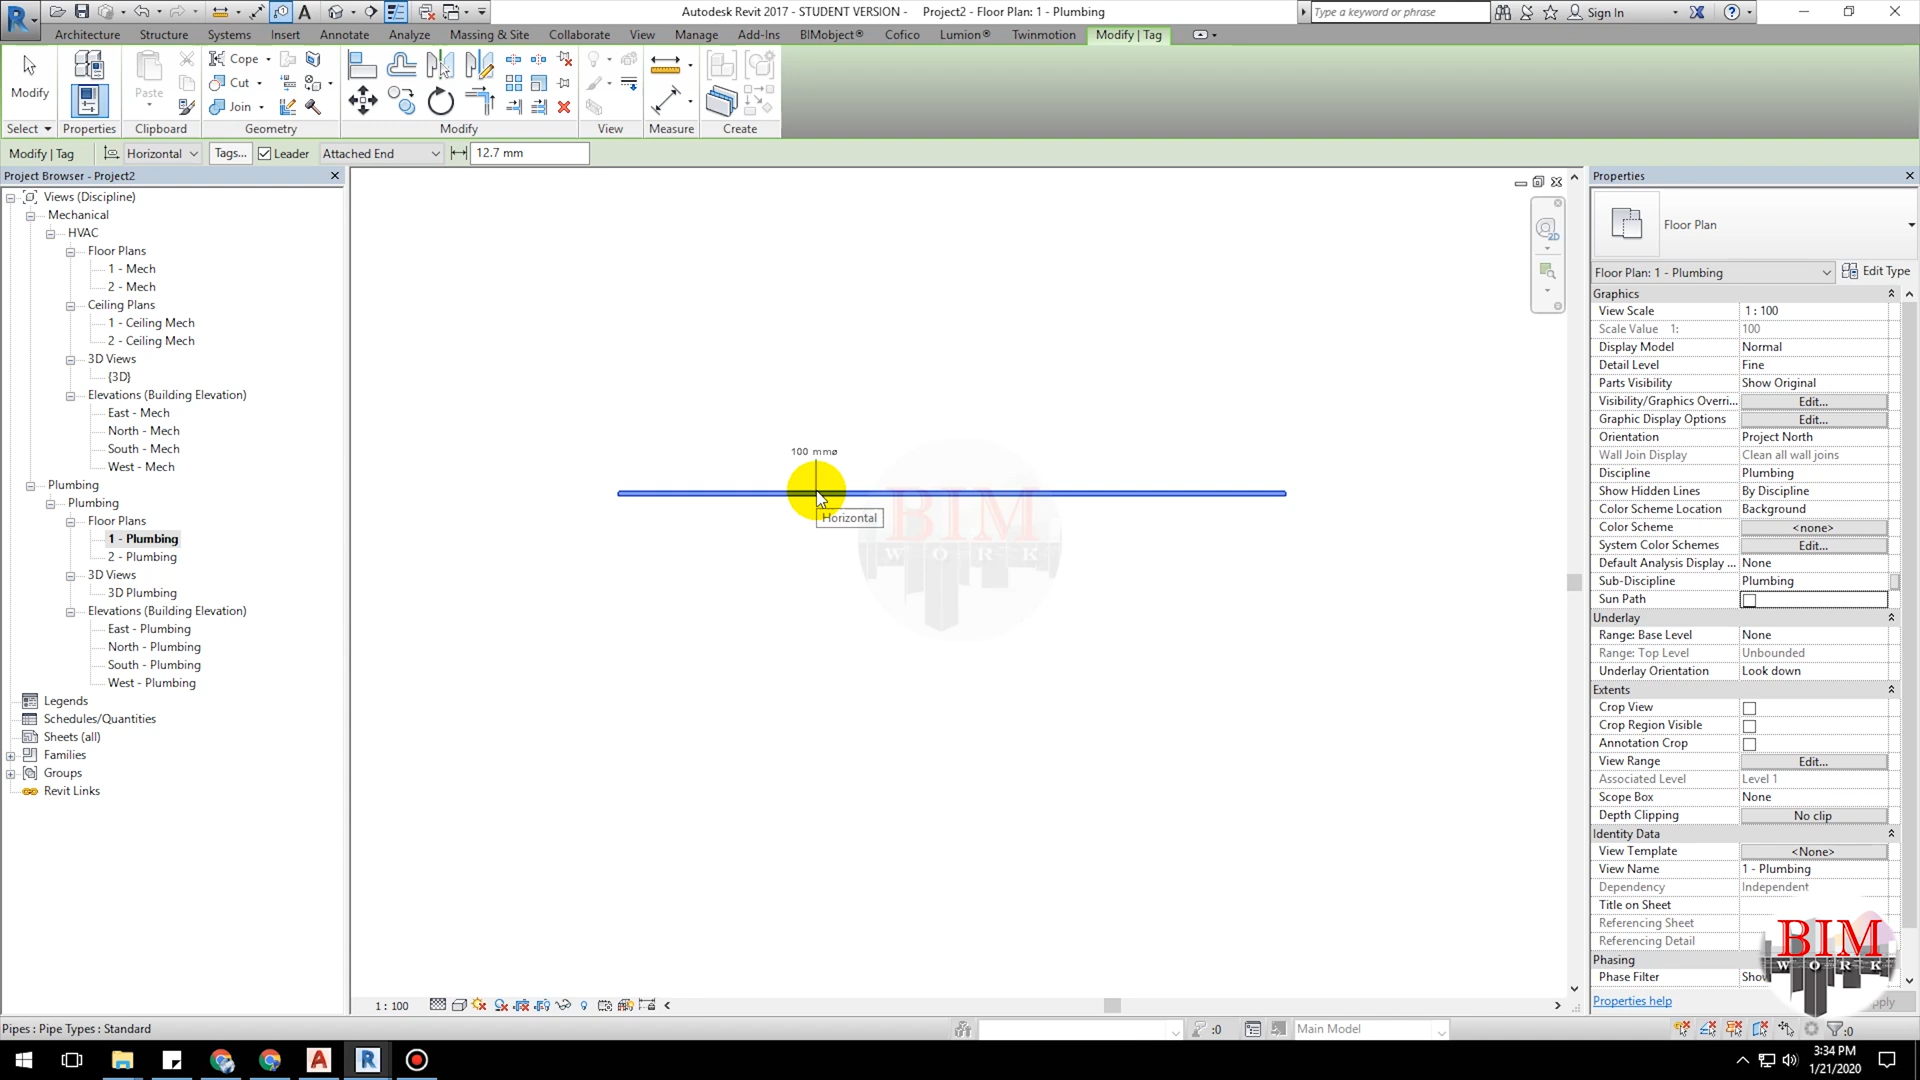 Autodesk Revit 2017 - STUDENT VERSION - Project2 - Floor Plan: 1 - Plumbing
Type a keyword or phrase
Sign In
Architecture Structure Systems Insert Annotate Analyze Massing & Site Collaborate View Manage Add-Ins BIMobject® Cofico Lumion® Twinmotion Modify | Tag
Modify
Paste
Cope
Cut
Join
Select Properties Clipboard Geometry Modify View Measure Create
Modify | Tag Horizontal Tags... Leader Attached End 12.7 mm
Project Browser - Project2
Views (Discipline)
Mechanical
HVAC
Floor Plans
1 - Mech
2 - Mech
Ceiling Plans
1 - Ceiling Mech
2 - Ceiling Mech
3D Views
{3D}
Elevations (Building Elevation)
East - Mech
North - Mech
South - Mech
West - Mech
Plumbing
Plumbing
Floor Plans
1 - Plumbing
2 - Plumbing
3D Views
3D Plumbing
Elevations (Building Elevation)
East - Plumbing
North - Plumbing
South - Plumbing
West - Plumbing
Legends
Schedules/Quantities
Sheets (all)
Families
Groups
Revit Links
100 mmø
Horizontal
BIM
WORK
2D
Properties
Floor Plan
Floor Plan: 1 - Plumbing Edit Type
Graphics
View Scale 1 : 100
Scale Value 1: 100
Display Model Normal
Detail Level Fine
Parts Visibility Show Original
Visibility/Graphics Overri... Edit...
Graphic Display Options Edit...
Orientation Project North
Wall Join Display Clean all wall joins
Discipline Plumbing
Show Hidden Lines By Discipline
Color Scheme Location Background
Color Scheme <none>
System Color Schemes Edit...
Default Analysis Display ... None
Sub-Discipline Plumbing
Sun Path
Underlay
Range: Base Level None
Range: Top Level Unbounded
Underlay Orientation Look down
Extents
Crop View
Crop Region Visible
Annotation Crop
View Range Edit...
Associated Level Level 1
Scope Box None
Depth Clipping No clip
Identity Data
View Template <None>
View Name 1 - Plumbing
Dependency Independent
Title on Sheet
Referencing Sheet
Referencing Detail
Phasing
Phase Filter
Properties help
BIM
WORK
1 : 100
Pipes : Pipe Types : Standard
:0
Main Model
:0
3:34 PM
1/21/2020